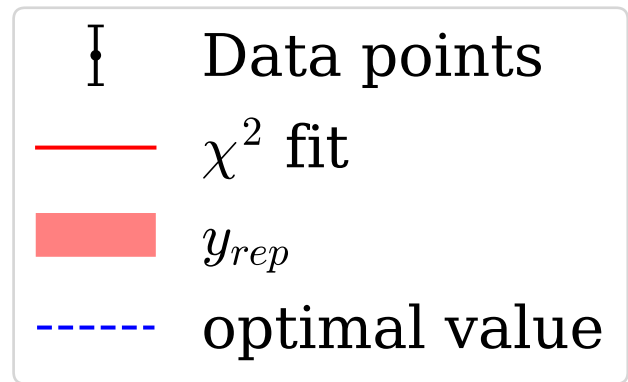 Data points
χ² fit
y_rep
optimal value